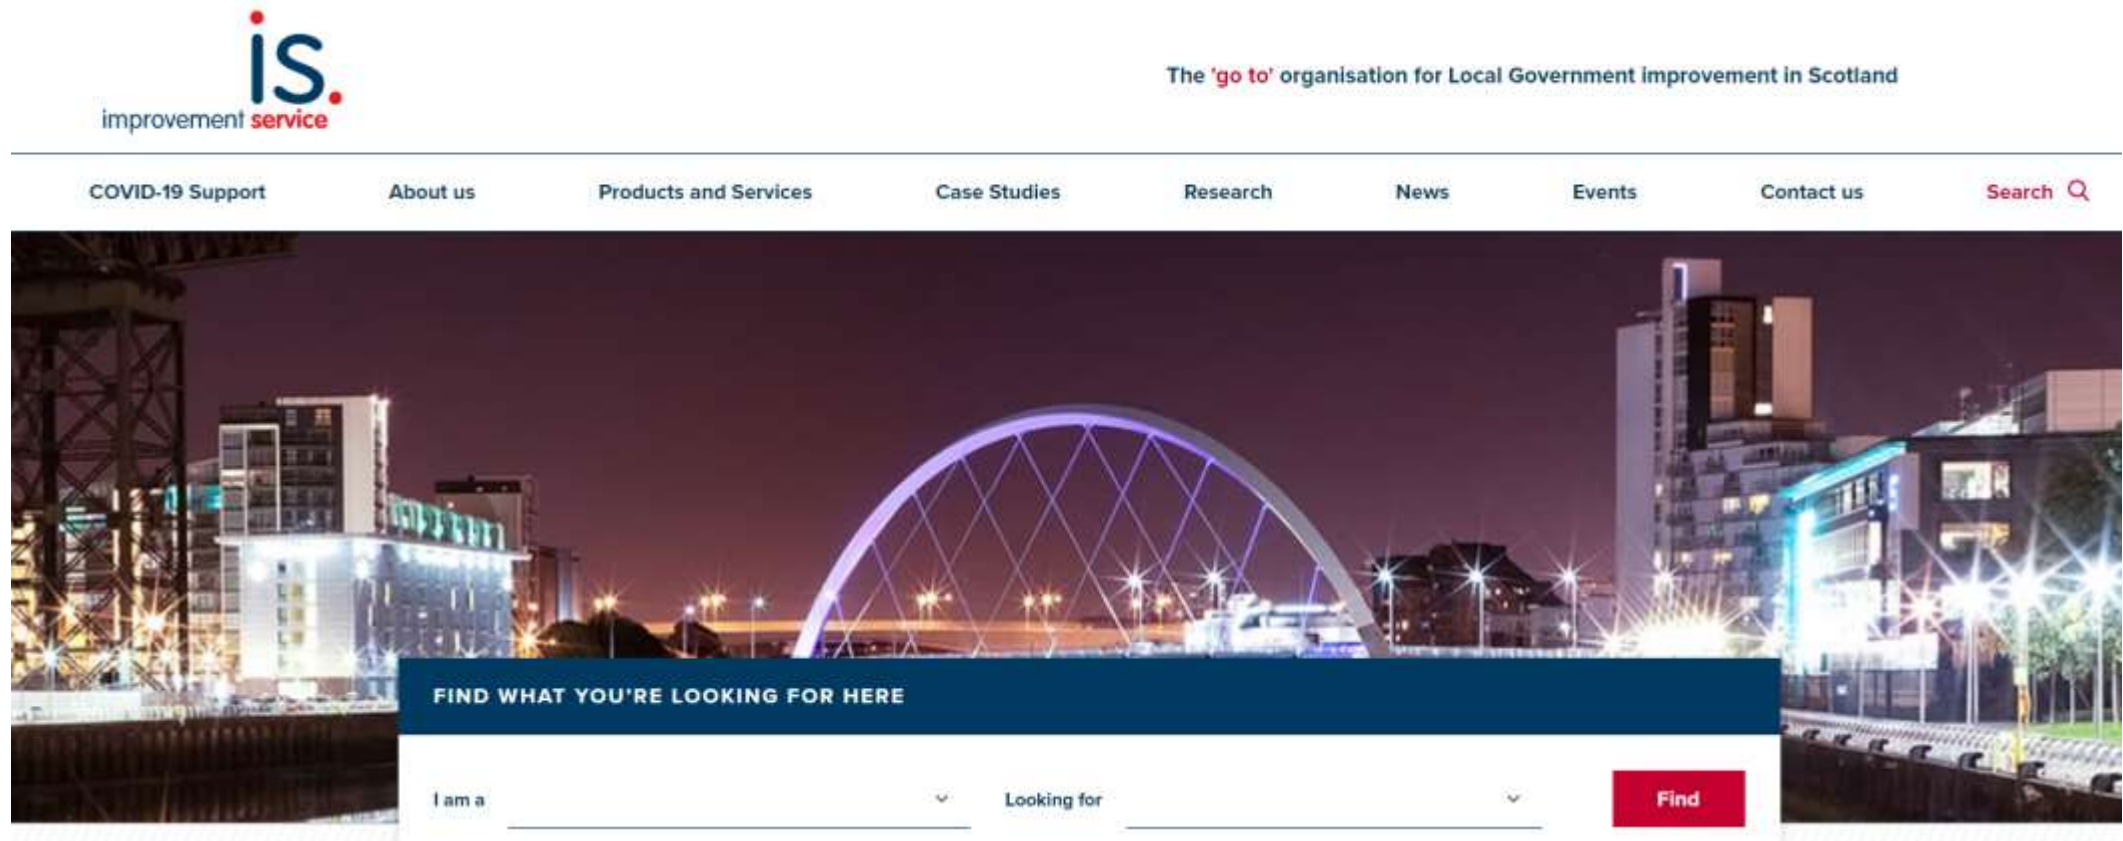 is.
improvement service
The 'go to' organisation for Local Government improvement in Scotland
COVID-19 Support
About us
Products and Services
Case Studies
Research
News
Events
Contact us
Search
FIND WHAT YOU'RE LOOKING FOR HERE
I am a
Looking for
Find